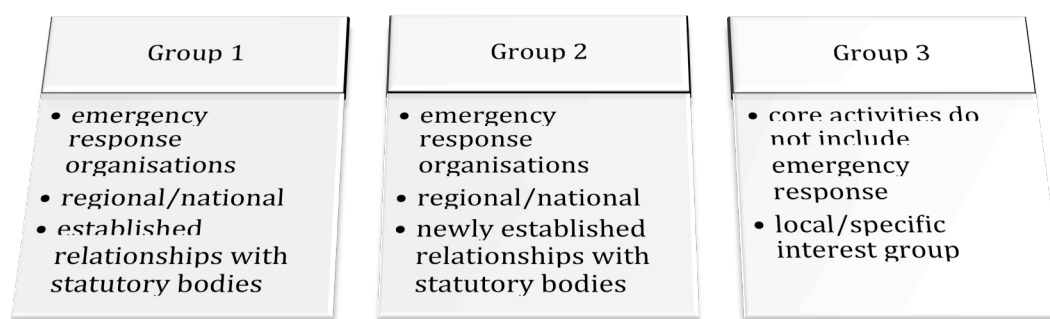 Group 1
• emergency
response
organisations
• regional/national
• established
relationships with
statutory bodies
Group 2
• emergency
response
organisations
• regional/national
• newly established
relationships with
statutory bodies
Group 3
• core activities do
not include
emergency
response
• local/specific
interest group